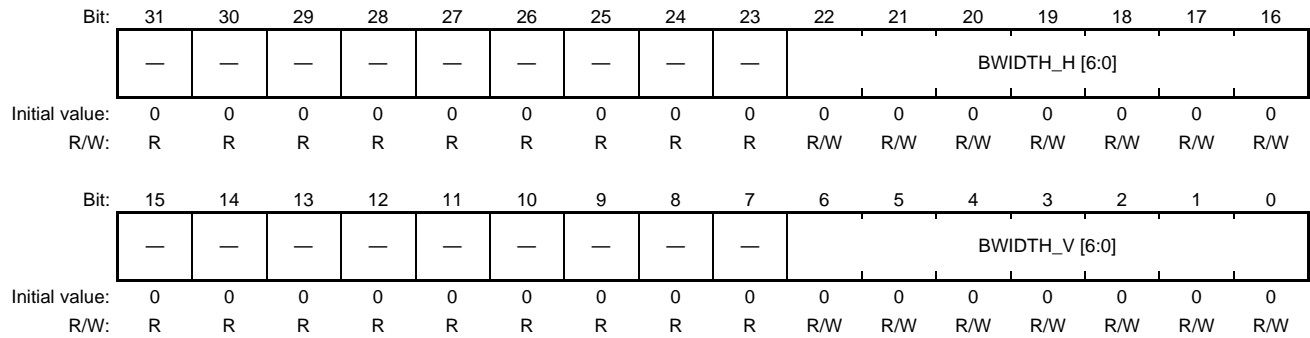 Bit: 31 30 29 28 27 26 25 24 23 22 21 20 19 18 17 16
— — — — — — — — — BWIDTH_H [6:0]
Initial value: 0 0 0 0 0 0 0 0 0 0 0 0 0 0 0 0
R/W: R R R R R R R R R R/W R/W R/W R/W R/W R/W R/W
Bit: 15 14 13 12 11 10 9 8 7 6 5 4 3 2 1 0
— — — — — — — — — BWIDTH_V [6:0]
Initial value: 0 0 0 0 0 0 0 0 0 0 0 0 0 0 0 0
R/W: R R R R R R R R R R/W R/W R/W R/W R/W R/W R/W